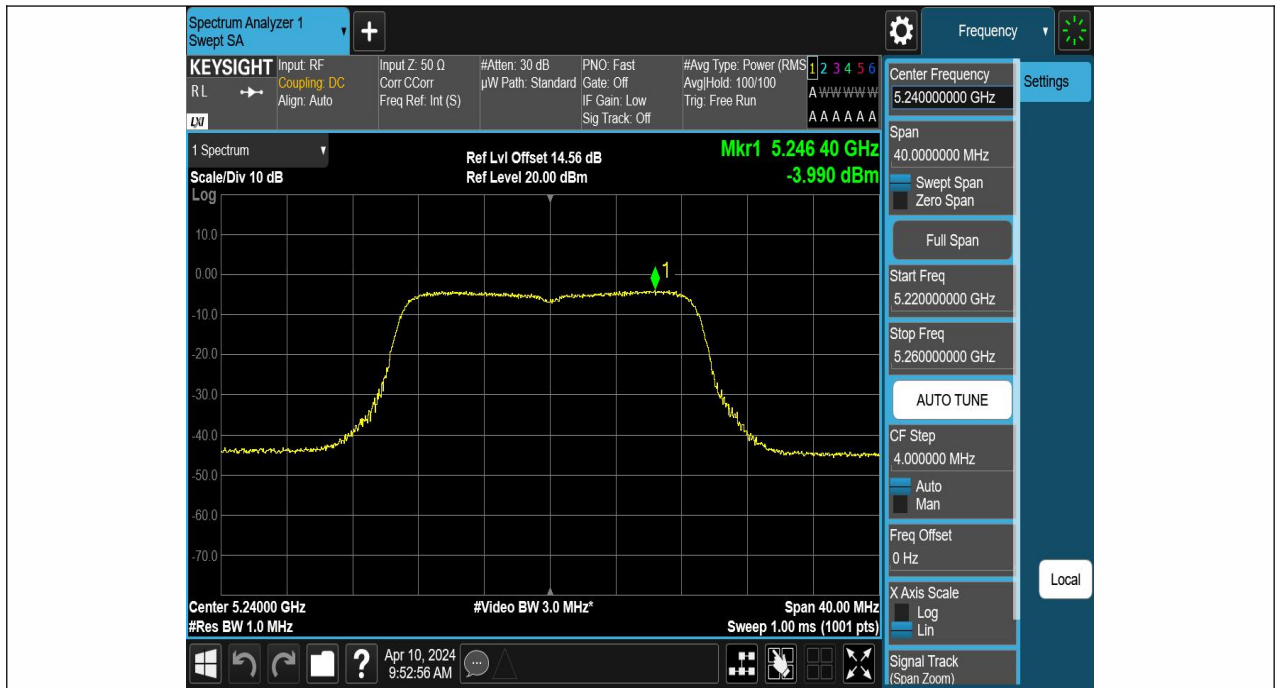 Spectrum Analyzer 1
Swept SA
Frequency
KEYSIGHT
R L
LXI
Input: RF
Coupling: DC
Align: Auto
Input Z: 50 Ω
Corr CCorr
Freq Ref: Int (S)
#Atten: 30 dB
µW Path: Standard
PNO: Fast
Gate: Off
IF Gain: Low
Sig Track: Off
#Avg Type: Power (RMS
Avg|Hold: 100/100
Trig: Free Run
1 2 3 4 5 6
A W W W W W
A A A A A A
1 Spectrum
Scale/Div 10 dB
Log
Ref Lvl Offset 14.56 dB
Ref Level 20.00 dBm
Mkr1 5.246 40 GHz
-3.990 dBm
10.0
0.00
-10.0
-20.0
-30.0
-40.0
-50.0
-60.0
-70.0
1
Center 5.24000 GHz
#Res BW 1.0 MHz
#Video BW 3.0 MHz*
Span 40.00 MHz
Sweep 1.00 ms (1001 pts)
Center Frequency
5.240000000 GHz
Span
40.0000000 MHz
Swept Span
Zero Span
Full Span
Start Freq
5.220000000 GHz
Stop Freq
5.260000000 GHz
AUTO TUNE
CF Step
4.000000 MHz
Auto
Man
Freq Offset
0 Hz
X Axis Scale
Log
Lin
Signal Track
(Span Zoom)
Settings
Local
?
Apr 10, 2024
9:52:56 AM